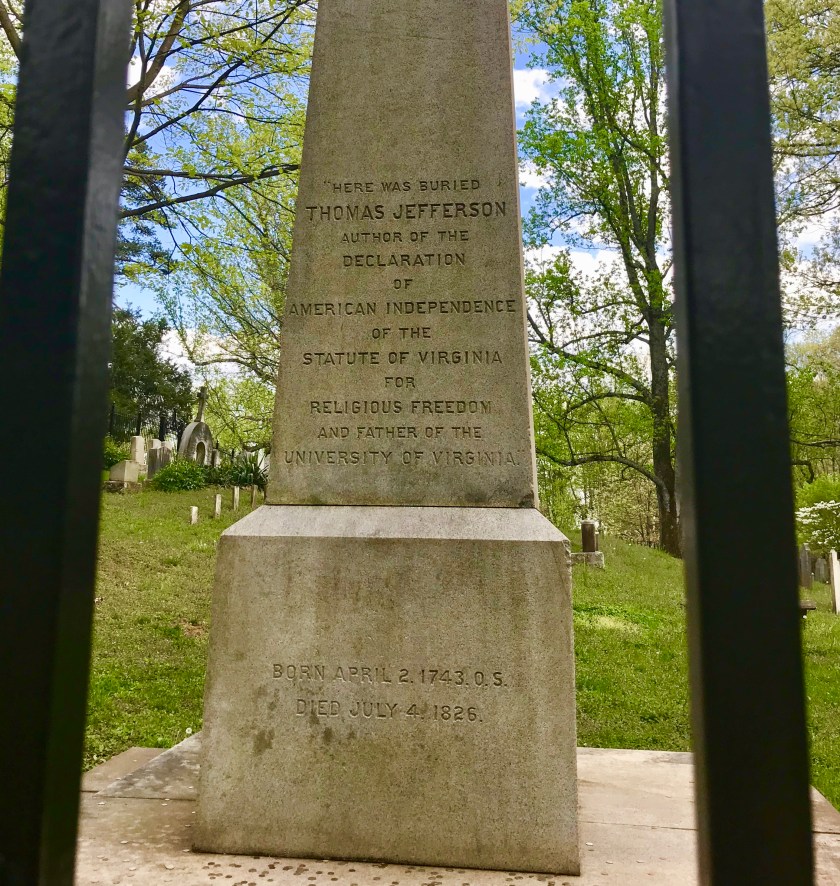 "HERE WAS BURIED
THOMAS JEFFERSON
AUTHOR OF THE
DECLARATION
OF
AMERICAN INDEPENDENCE
OF THE
STATUTE OF VIRGINIA
FOR
RELIGIOUS FREEDOM
AND FATHER OF THE
UNIVERSITY OF VIRGINIA."
BORN APRIL 2. 1743. O.S.
DIED JULY 4. 1826.